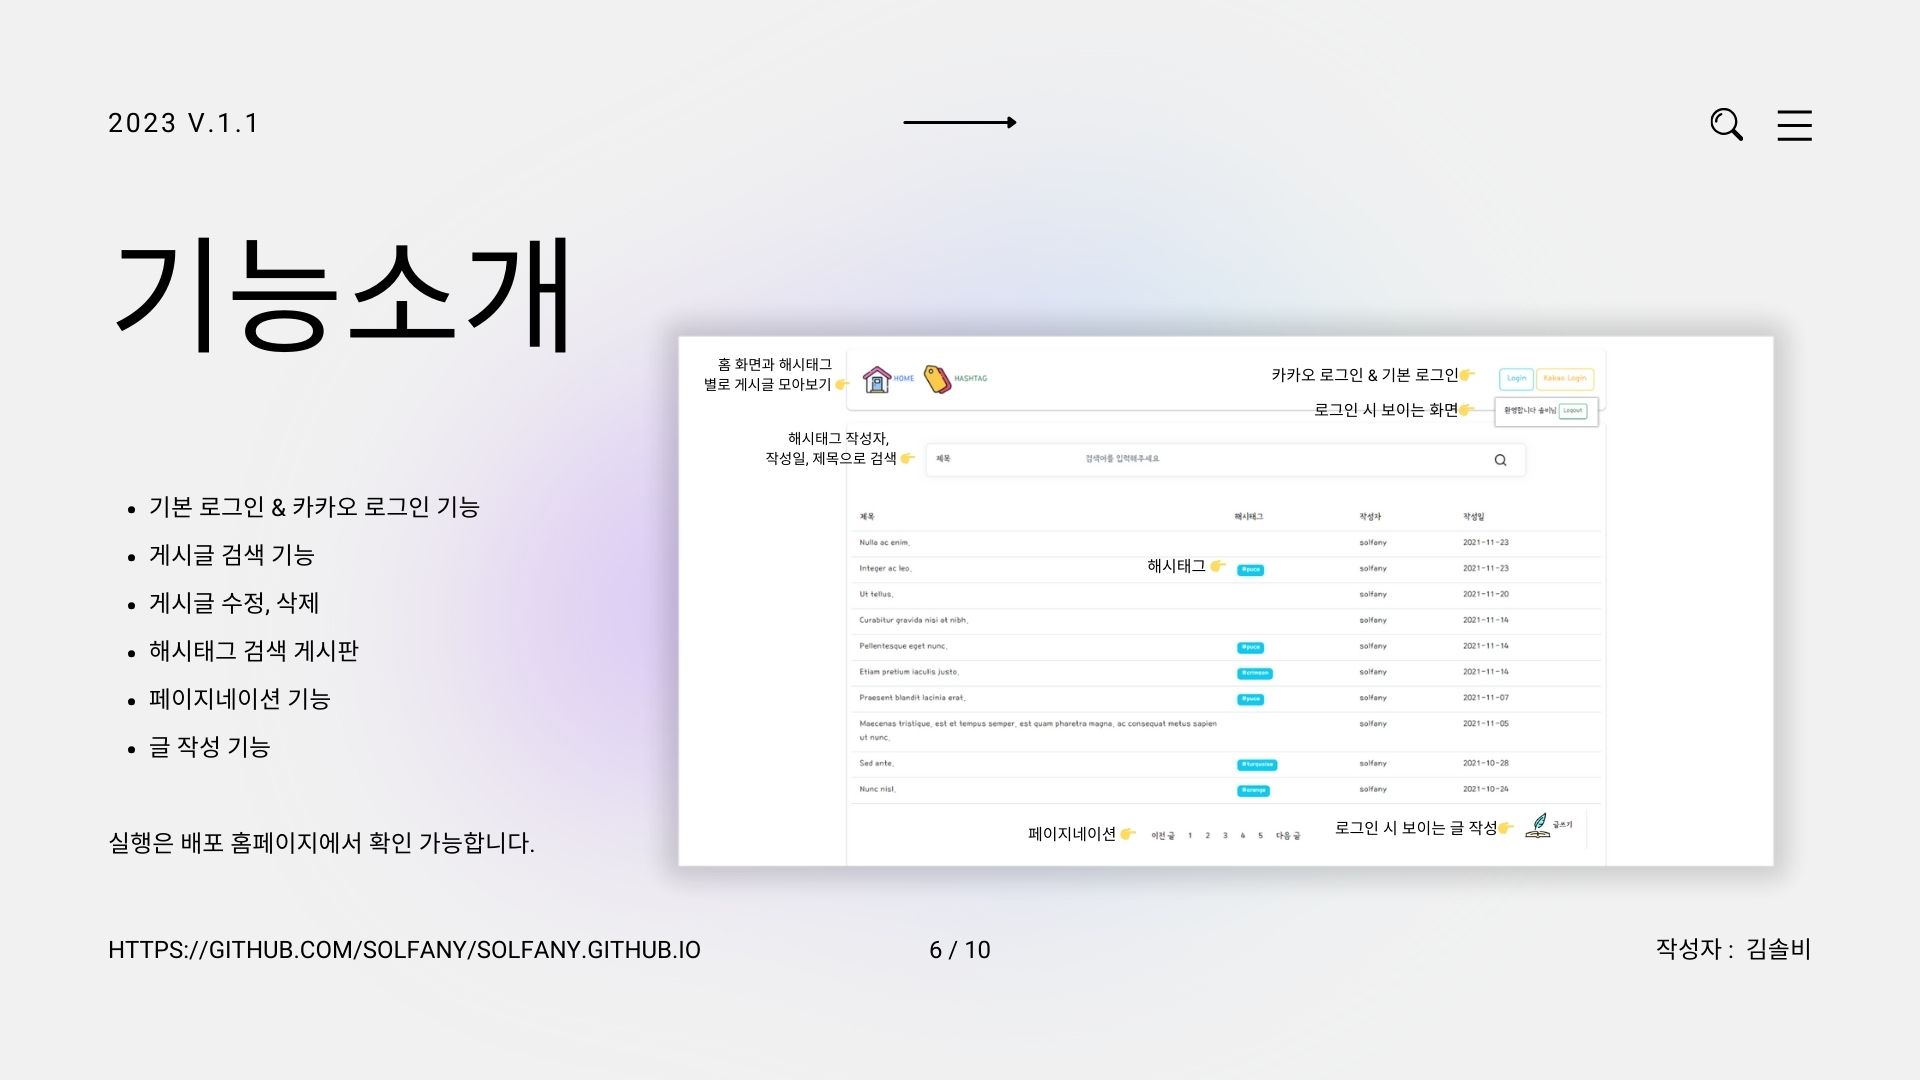 2023 V.1.1
기능소개
기본 로그인 & 카카오 로그인 기능
게시글 검색 기능
게시글 수정, 삭제
해시태그 검색 게시판
페이지네이션 기능
글 작성 기능
실행은 배포 홈페이지에서 확인 가능합니다.
홈 화면과 해시태그
별로 게시글 모아보기
HOME HASHTAG
카카오 로그인 & 기본 로그인
Login Kakao Login
로그인 시 보이는 화면
환영합니다 솔비님 Logout
해시태그 작성자,
작성일, 제목으로 검색
제목 검색어를 입력해주세요
제목 해시태그 작성자 작성일
Nulla ac enim. solfany 2021-11-23
해시태그
Integer ac leo. #puce solfany 2021-11-23
Ut tellus. solfany 2021-11-20
Curabitur gravida nisi at nibh. solfany 2021-11-14
Pellentesque eget nunc. #puce solfany 2021-11-14
Etiam pretium iaculis justo. #crimson solfany 2021-11-14
Praesent blandit lacinia erat. #puce solfany 2021-11-07
Maecenas tristique, est et tempus semper, est quam pharetra magna, ac consequat metus sapien solfany 2021-11-05
ut nunc.
Sed ante. #turquoise solfany 2021-10-28
Nunc nisl. #orange solfany 2021-10-24
페이지네이션
이전 글 1 2 3 4 5 다음 글
로그인 시 보이는 글 작성
글쓰기
HTTPS://GITHUB.COM/SOLFANY/SOLFANY.GITHUB.IO
6 / 10
작성자 : 김솔비